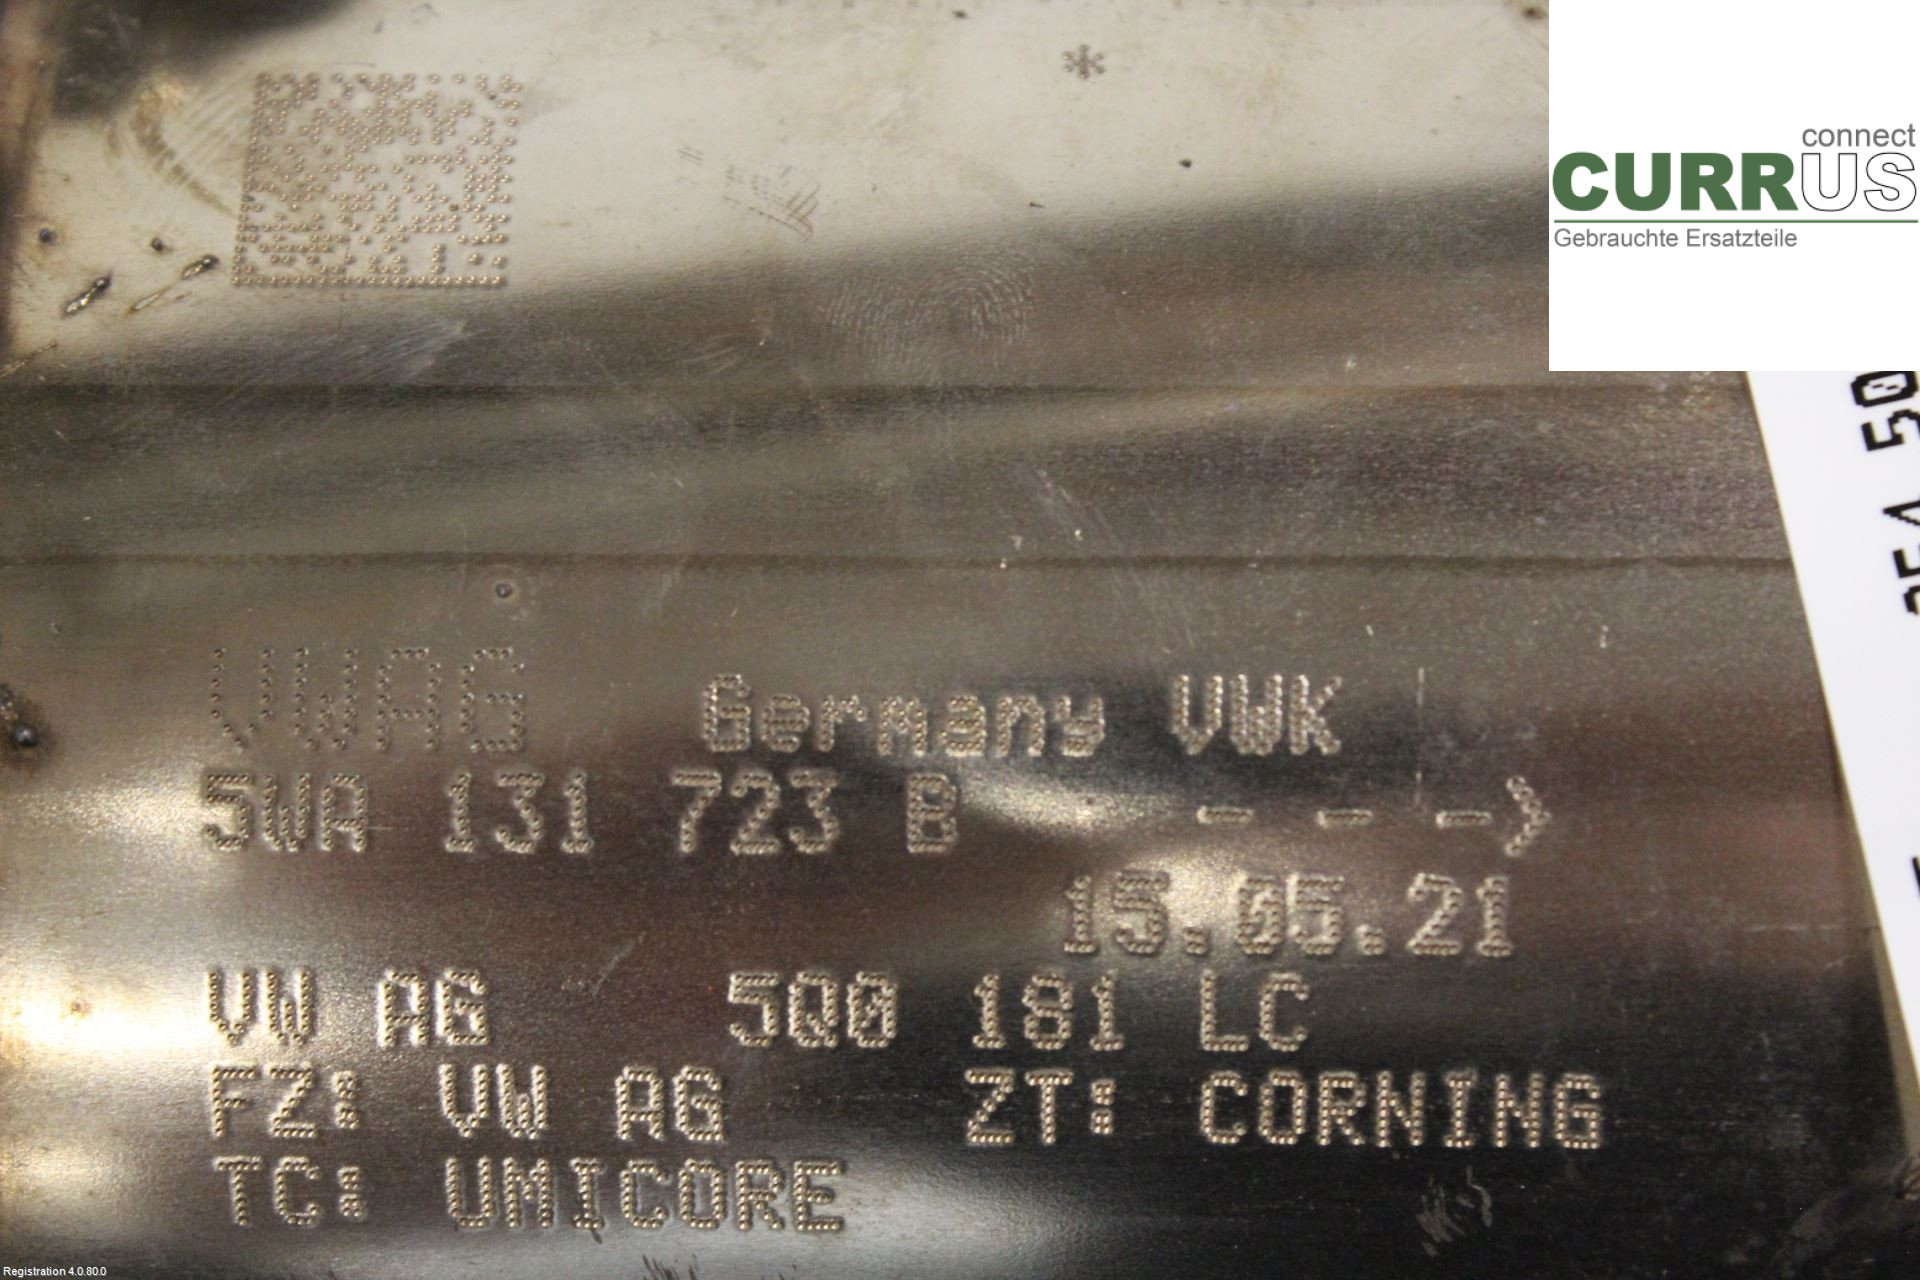 connect
CURRUS
Gebrauchte Ersatzteile
50
VWAG Germany VWK
5WA 131 723 B - - ->
15.05.21
VW AG 5Q0 181 LC
FZ: VW AG ZT: CORNING
TC: UMICORE
Registration 4.0.80.0